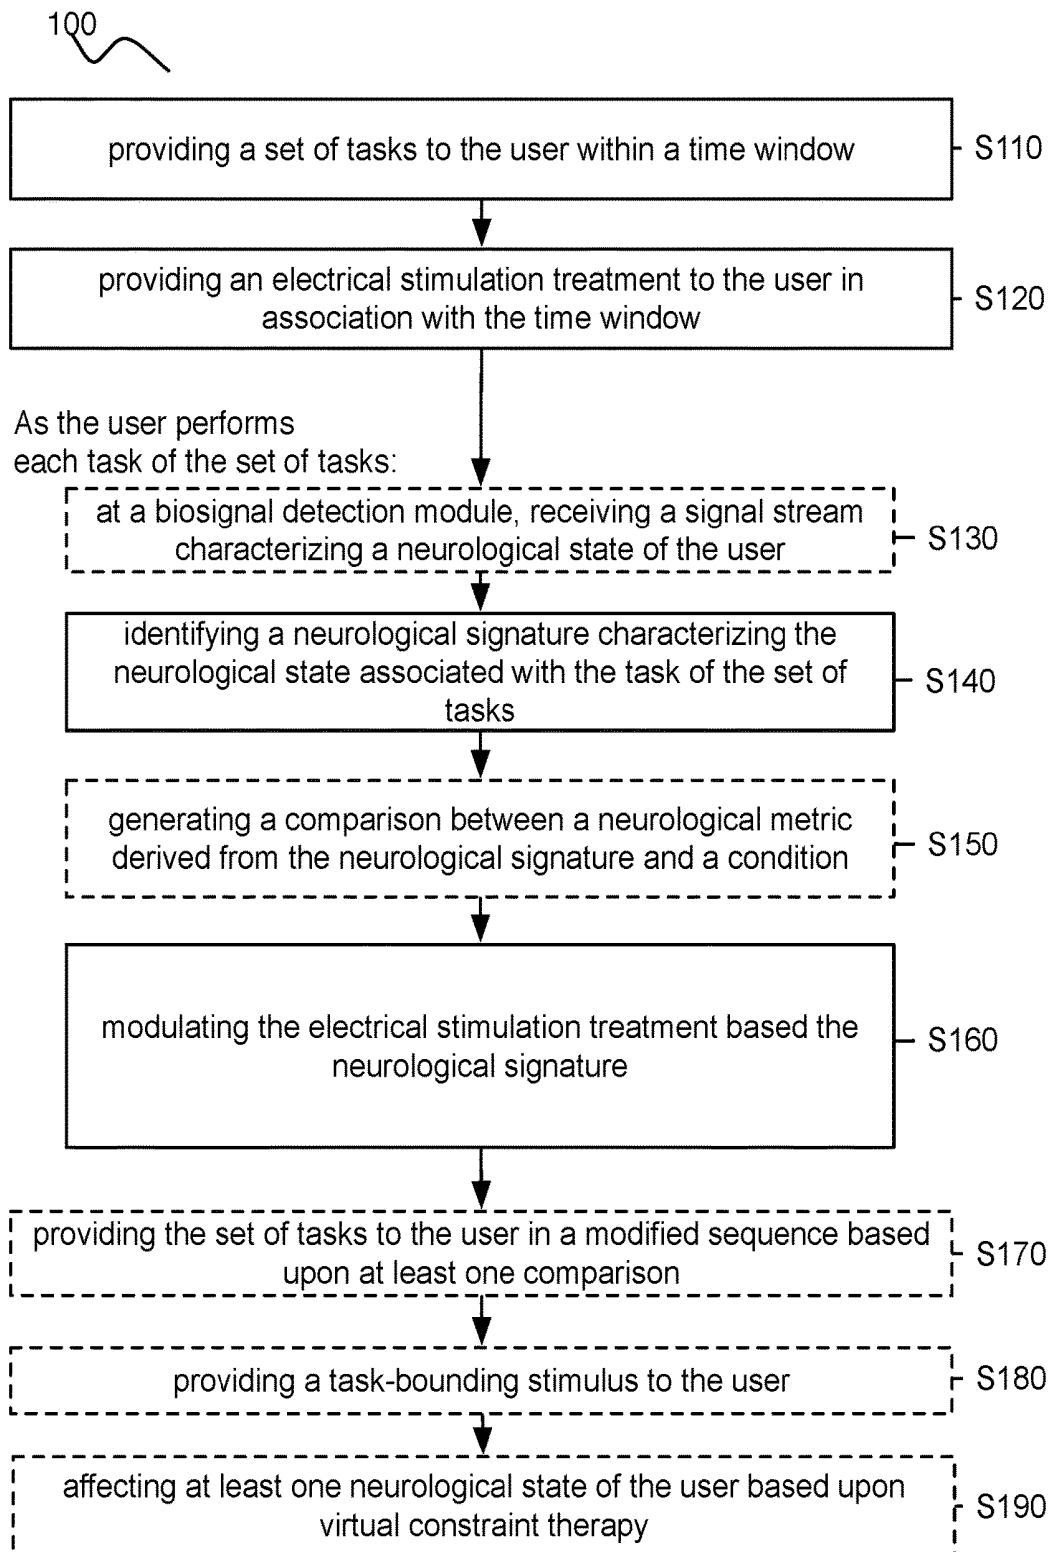 100
providing a set of tasks to the user within a time window
S110
providing an electrical stimulation treatment to the user in
association with the time window
S120
As the user performs
each task of the set of tasks:
at a biosignal detection module, receiving a signal stream
characterizing a neurological state of the user
S130
identifying a neurological signature characterizing the
neurological state associated with the task of the set of
tasks
S140
generating a comparison between a neurological metric
derived from the neurological signature and a condition
S150
modulating the electrical stimulation treatment based the
neurological signature
S160
providing the set of tasks to the user in a modified sequence based
upon at least one comparison
S170
providing a task-bounding stimulus to the user
S180
affecting at least one neurological state of the user based upon
virtual constraint therapy
S190